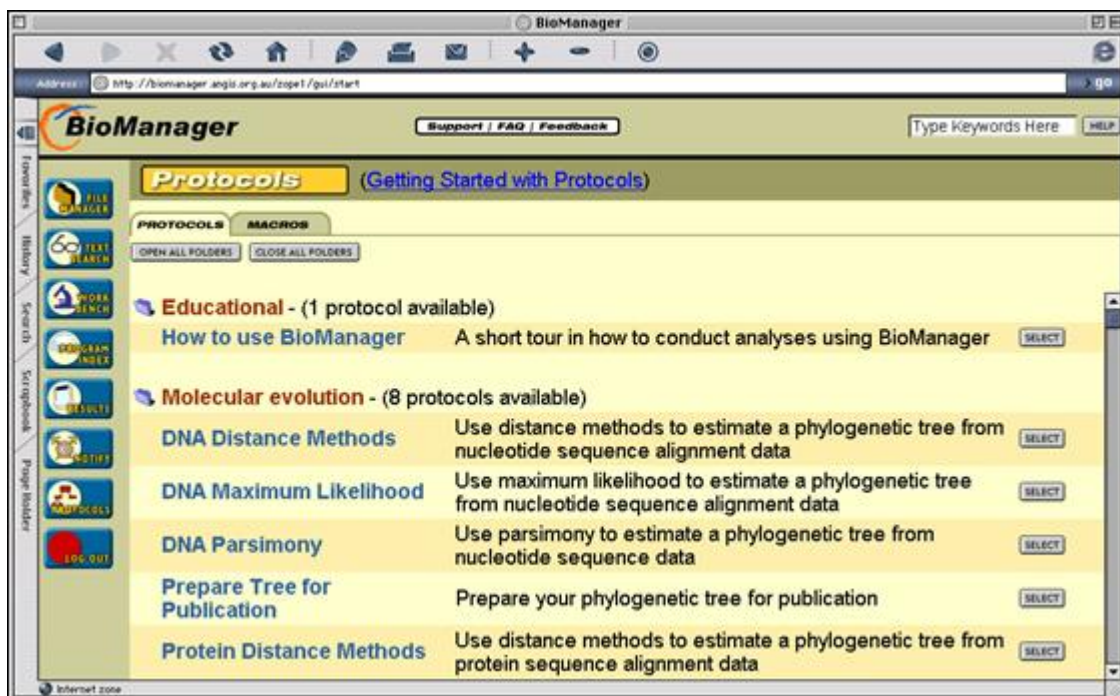 BioManager
Address: http://biomanager.angis.org.au/zope1/gui/start
go
BioManager
Support | FAQ | Feedback
Type Keywords Here
HELP
Favorites
History
Search
Scrapbook
Page Holder
FILE MANAGER
TEXT SEARCH
WORK BENCH
PROGRAM INDEX
RESULTS
NOTIFY
PROTOCOLS
LOG OUT
Protocols (Getting Started with Protocols)
PROTOCOLS MACROS
OPEN ALL FOLDERS CLOSE ALL FOLDERS
Educational - (1 protocol available)
How to use BioManager A short tour in how to conduct analyses using BioManager SELECT
Molecular evolution - (8 protocols available)
DNA Distance Methods
Use distance methods to estimate a phylogenetic tree from
nucleotide sequence alignment data
SELECT
DNA Maximum Likelihood
Use maximum likelihood to estimate a phylogenetic tree
from nucleotide sequence alignment data
SELECT
DNA Parsimony
Use parsimony to estimate a phylogenetic tree from
nucleotide sequence data
SELECT
Prepare Tree for
Publication
Prepare your phylogenetic tree for publication
SELECT
Protein Distance Methods
Use distance methods to estimate a phylogenetic tree from
protein sequence alignment data
SELECT
Internet zone